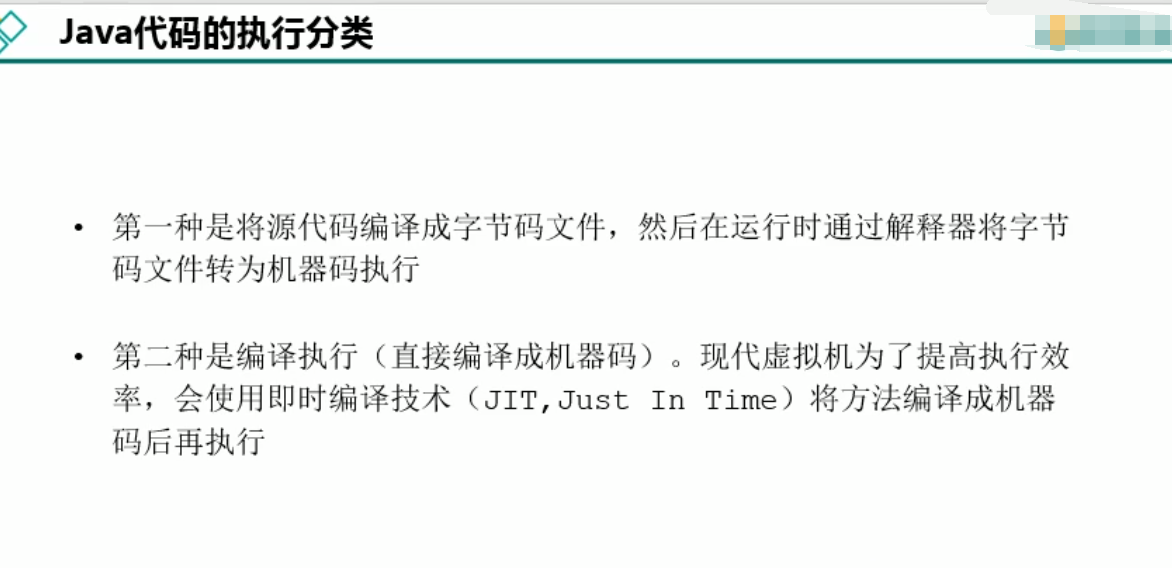 Java代码的执行分类
• 第一种是将源代码编译成字节码文件，然后在运行时通过解释器将字节
码文件转为机器码执行
• 第二种是编译执行（直接编译成机器码）。现代虚拟机为了提高执行效
率，会使用即时编译技术（JIT,Just In Time）将方法编译成机器
码后再执行